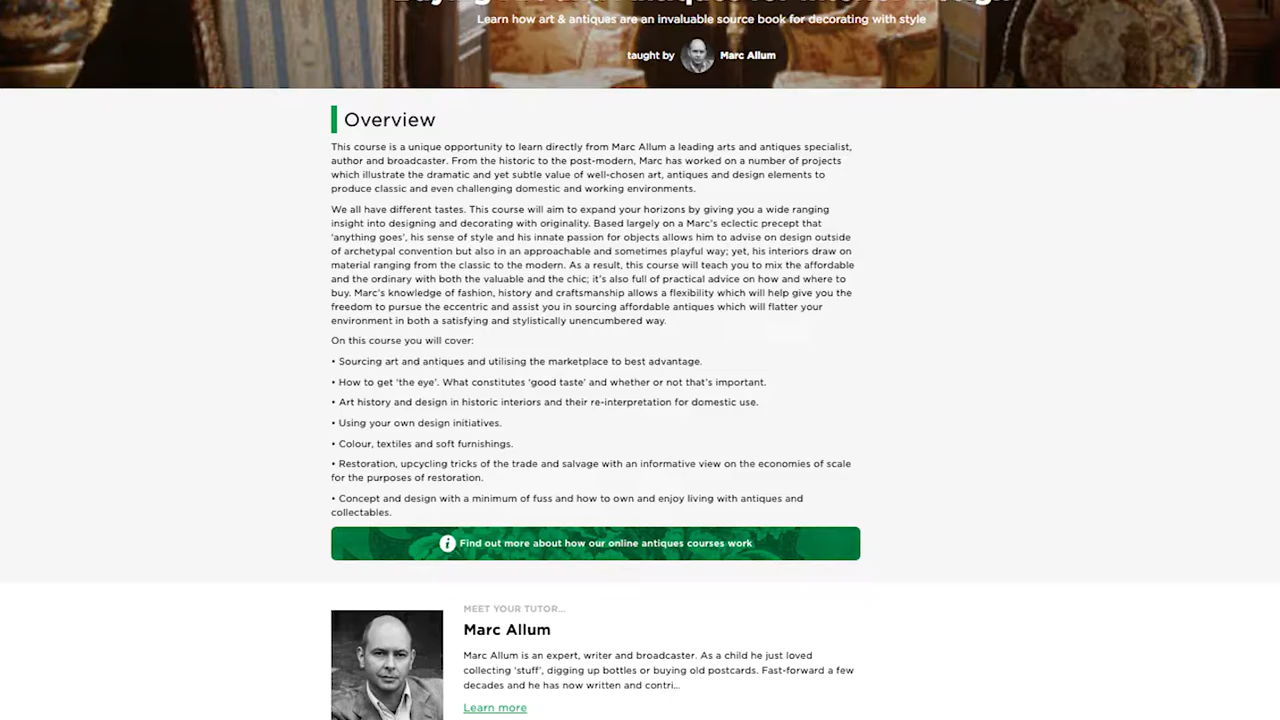 Learn how art & antiques are an invaluable source book for decorating with style
taught by Marc Allum
Overview
This course is a unique opportunity to learn directly from Marc Allum a leading arts and antiques specialist,
author and broadcaster. From the historic to the post-modern, Marc has worked on a number of projects
which illustrate the dramatic and yet subtle value of well-chosen art, antiques and design elements to
produce classic and even challenging domestic and working environments.
We all have different tastes. This course will aim to expand your horizons by giving you a wide ranging
insight into designing and decorating with originality. Based largely on a Marc's eclectic precept that
‘anything goes’, his sense of style and his innate passion for objects allows him to advise on design outside
of archetypal convention but also in an approachable and sometimes playful way; yet, his interiors draw on
material ranging from the classic to the modern. As a result, this course will teach you to mix the affordable
and the ordinary with both the valuable and the chic; it's also full of practical advice on how and where to
buy. Marc's knowledge of fashion, history and craftsmanship allows a flexibility which will help give you the
freedom to pursue the eccentric and assist you in sourcing affordable antiques which will flatter your
environment in both a satisfying and stylistically unencumbered way.
On this course you will cover:
• Sourcing art and antiques and utilising the marketplace to best advantage.
• How to get ‘the eye’. What constitutes ‘good taste’ and whether or not that's important.
• Art history and design in historic interiors and their re-interpretation for domestic use.
• Using your own design initiatives.
• Colour, textiles and soft furnishings.
• Restoration, upcycling tricks of the trade and salvage with an informative view on the economies of scale
for the purposes of restoration.
• Concept and design with a minimum of fuss and how to own and enjoy living with antiques and
collectables.
i Find out more about how our online antiques courses work
MEET YOUR TUTOR...
Marc Allum
Marc Allum is an expert, writer and broadcaster. As a child he just loved
collecting ‘stuff’, digging up bottles or buying old postcards. Fast-forward a few
decades and he has now written and contri...
Learn more